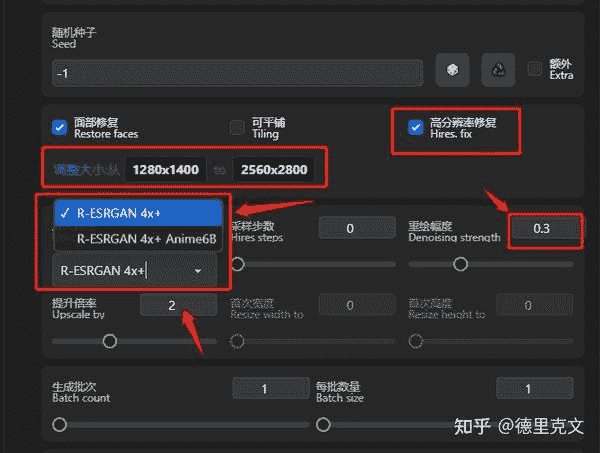 随机种子
Seed
-1
额外
Extra
面部修复
Restore faces
可平铺
Tiling
高分辨率修复
Hires. fix
调整大小:从 1280x1400 to 2560x2800
✓ R-ESRGAN 4x+
R-ESRGAN 4x+ Anime6B
R-ESRGAN 4x+
采样步数
Hires steps
0
重绘幅度
Denoising strength
0.3
提升倍率
Upscale by
2
首次宽度
Resize width to
0
首次高度
Resize height to
0
生成批次
Batch count
1
每批数量
Batch size
1
知乎 @德里克文